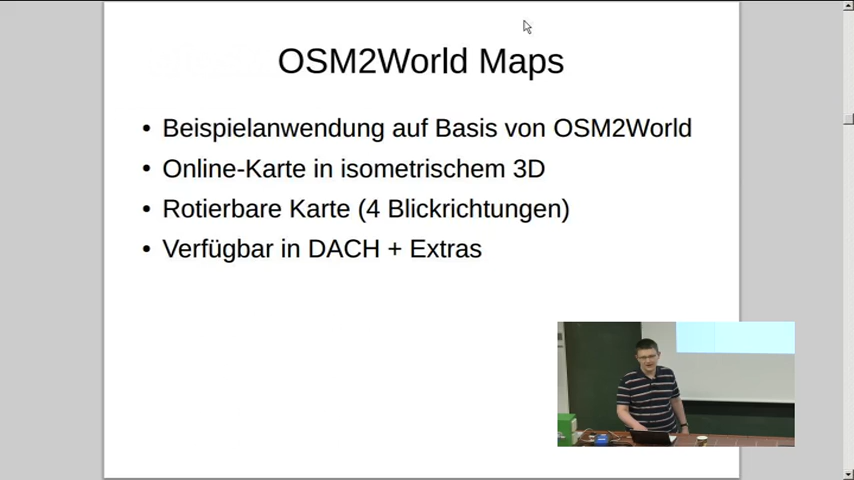 OSM2World Maps
• Beispielanwendung auf Basis von OSM2World
• Online-Karte in isometrischem 3D
• Rotierbare Karte (4 Blickrichtungen)
• Verfügbar in DACH + Extras